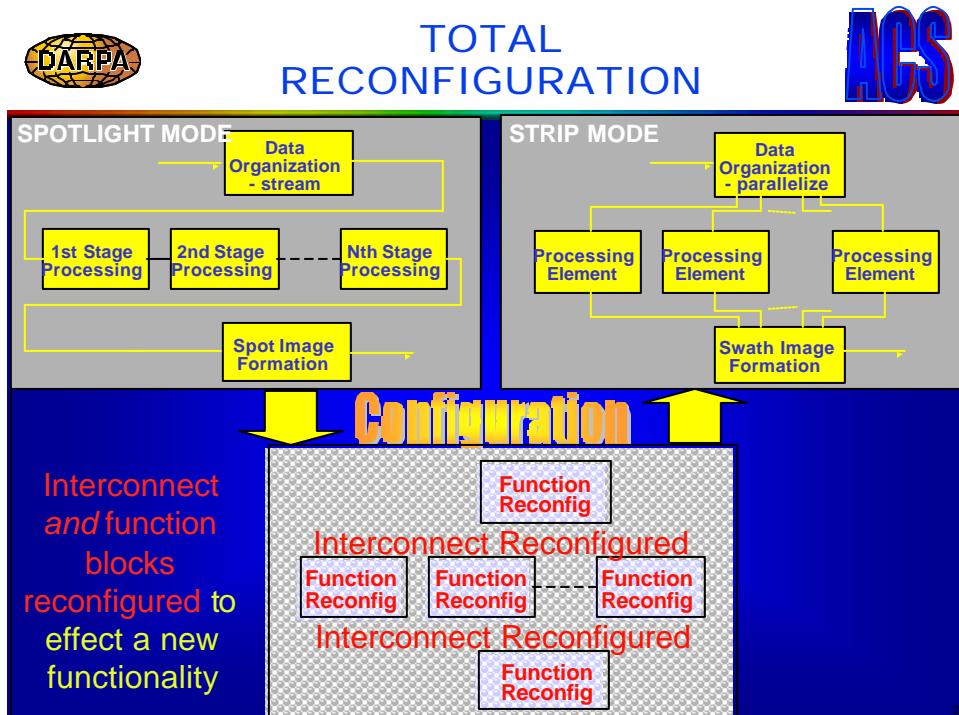 DARPA
TOTAL
RECONFIGURATION
ACS
SPOTLIGHT MODE
Data
Organization
- stream
1st Stage
Processing
2nd Stage
Processing
Nth Stage
Processing
Spot Image
Formation
STRIP MODE
Data
Organization
- parallelize
Processing
Element
Processing
Element
Processing
Element
Swath Image
Formation
Configuration
Interconnect
and function
blocks
reconfigured to
effect a new
functionality
Function
Reconfig
Interconnect Reconfigured
Function
Reconfig
Function
Reconfig
Function
Reconfig
Interconnect Reconfigured
Function
Reconfig